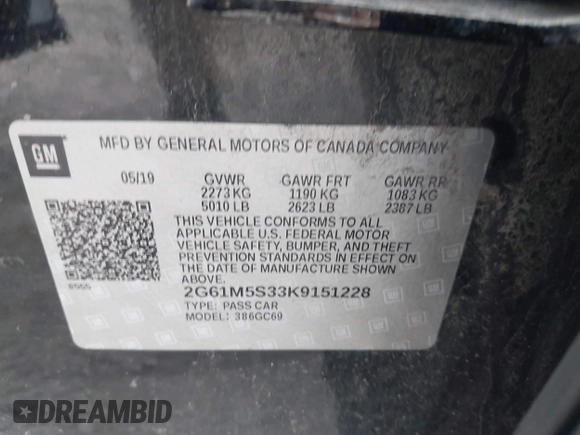 GM
MFD BY GENERAL MOTORS OF CANADA COMPANY
05/19 GVWR GAWR FRT GAWR RR
2273 KG 1190 KG 1083 KG
5010 LB 2623 LB 2387 LB
THIS VEHICLE CONFORMS TO ALL
APPLICABLE U.S. FEDERAL MOTOR
VEHICLE SAFETY, BUMPER, AND THEFT
PREVENTION STANDARDS IN EFFECT ON
THE DATE OF MANUFACTURE SHOWN
ABOVE.
2G61M5S33K9151228
TYPE: PASS CAR
MODEL: 386GC69
DREAMBID